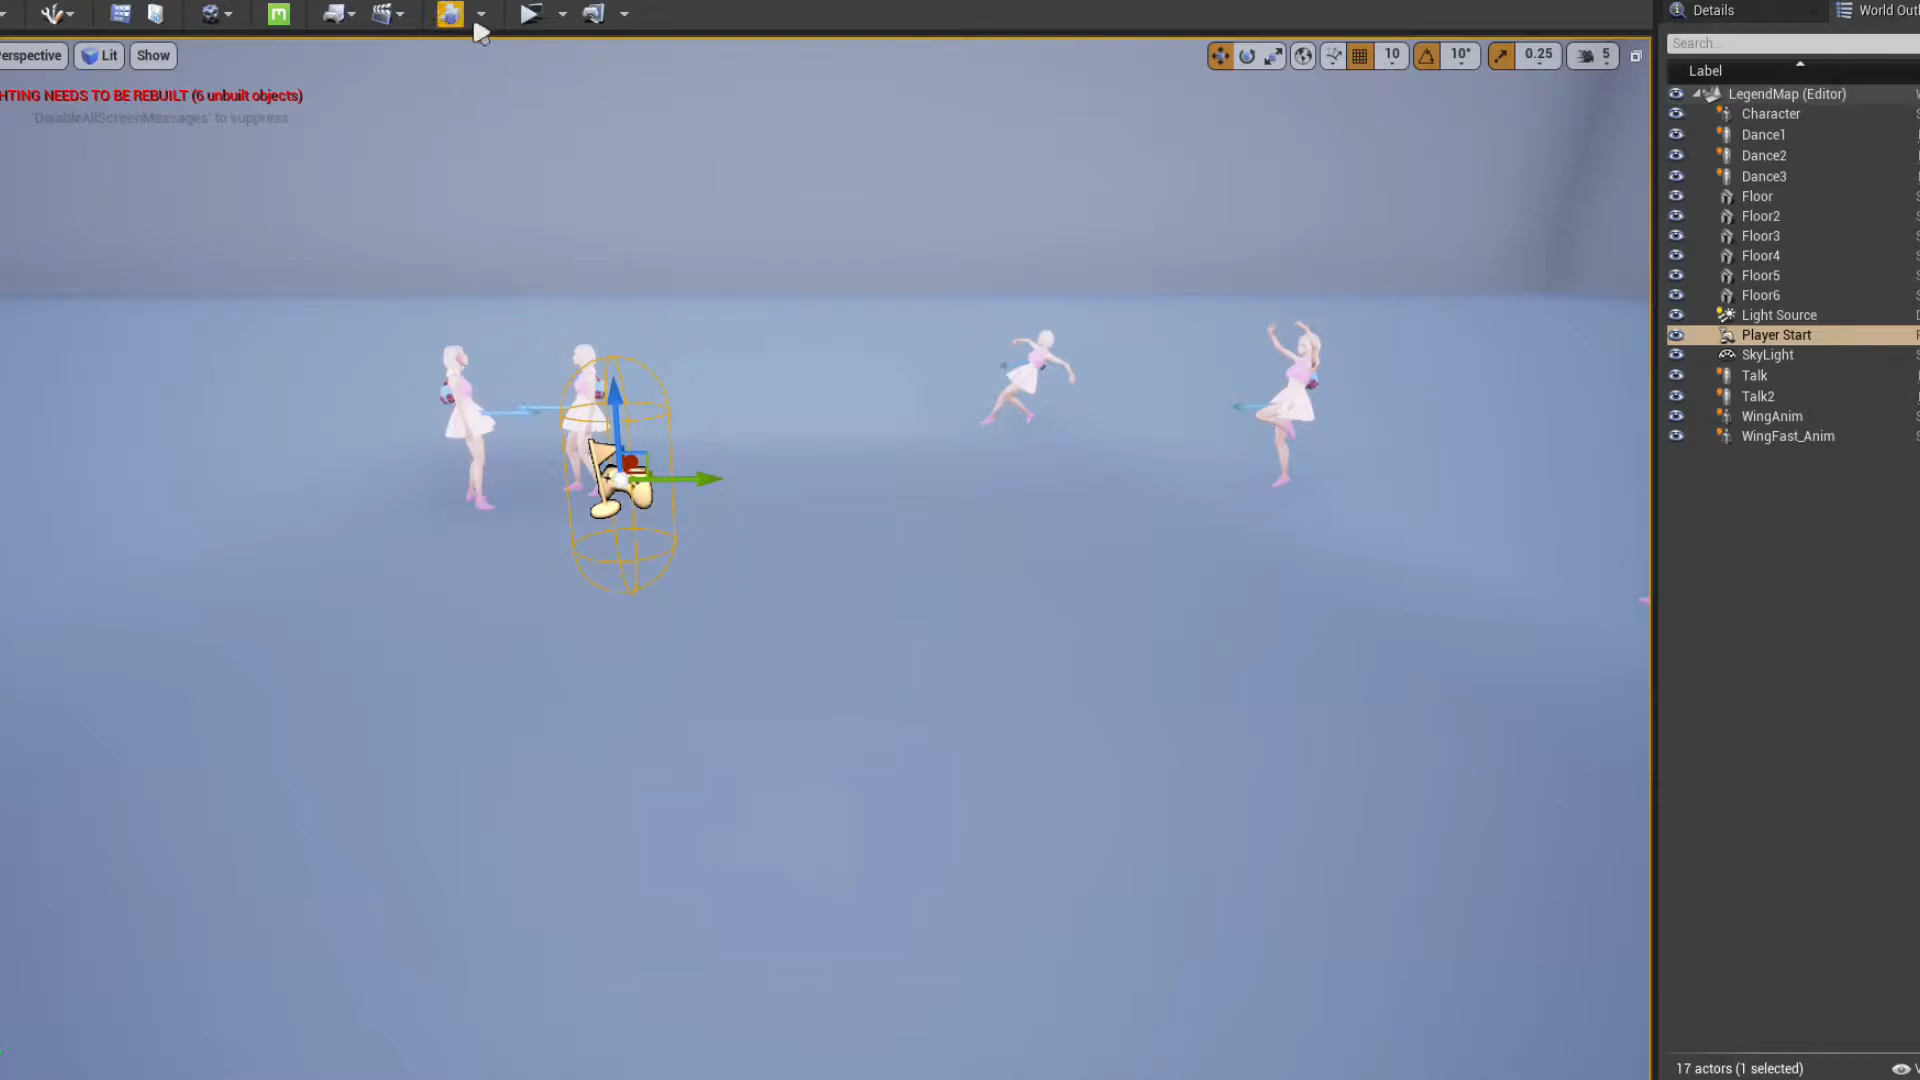 Details
World Outl
Perspective
Lit
Show
10
10°
0.25
5
Search...
Label
HTING NEEDS TO BE REBUILT (6 unbuilt objects)
'DisableAllScreenMessages' to suppress
LegendMap (Editor)
Character
Dance1
Dance2
Dance3
Floor
Floor2
Floor3
Floor4
Floor5
Floor6
Light Source
Player Start
SkyLight
Talk
Talk2
WingAnim
WingFast_Anim
17 actors (1 selected)